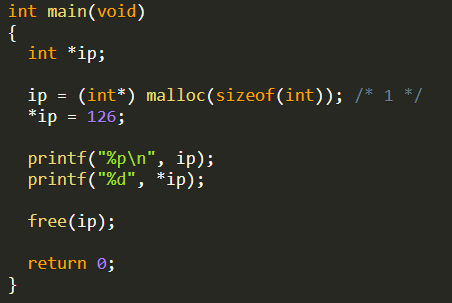 int main(void)
{
  int *ip;

  ip = (int*) malloc(sizeof(int)); /* 1 */
  *ip = 126;

  printf("%p\n", ip);
  printf("%d", *ip);

  free(ip);

  return 0;
}